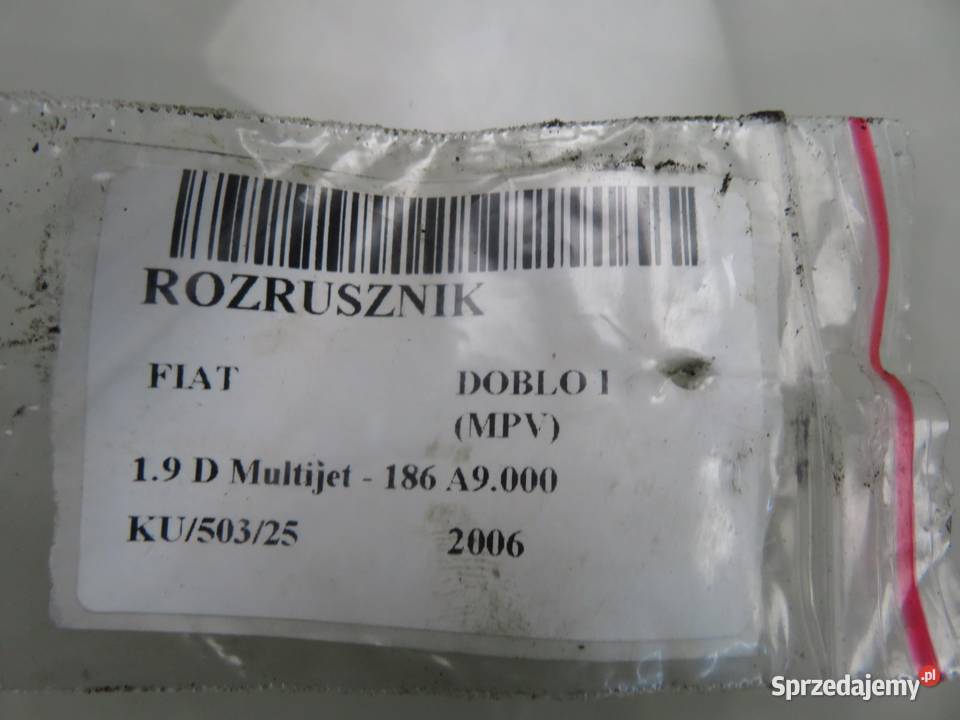 ROZRUSZNIK
FIAT DOBLO I
(MPV)
1.9 D Multijet - 186 A9.000
KU/503/25 2006
Sprzedajemy.pl